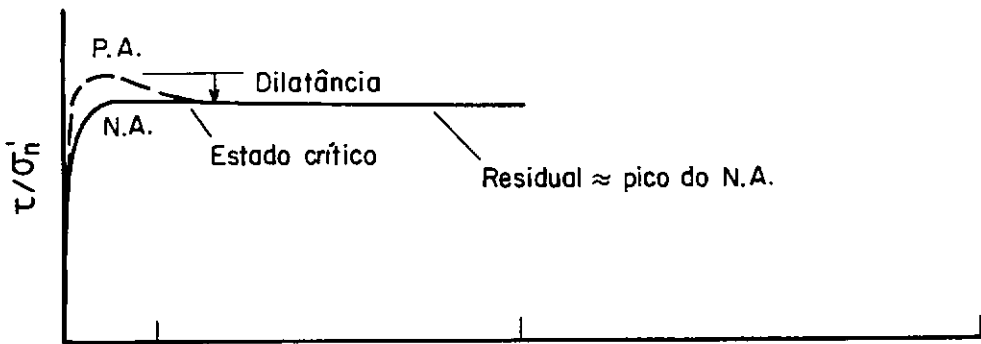 P.A.
Dilatância
N.A.
Estado crítico
Residual ≈ pico do N.A.
τ/σ'n